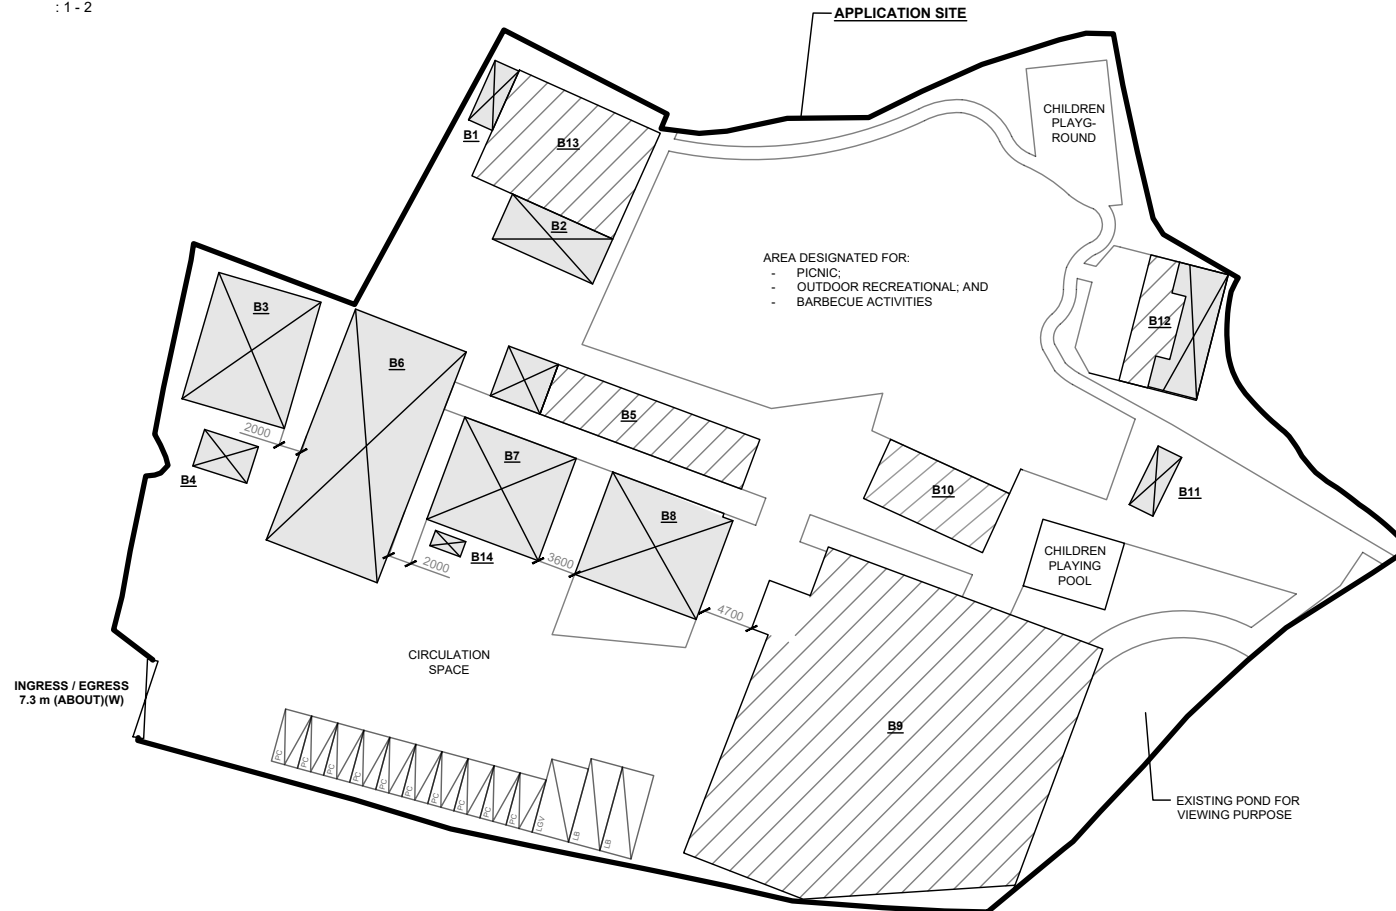 : 1 - 2
APPLICATION SITE
CHILDREN
PLAYG-
ROUND
B1
B13
B2
AREA DESIGNATED FOR:
- PICNIC;
- OUTDOOR RECREATIONAL; AND
- BARBECUE ACTIVITIES
B3
B12
B6
B5
2000
B7
B4
B10
B11
B8
B14
3600
2000
CHILDREN
PLAYING
POOL
4700
CIRCULATION
SPACE
INGRESS / EGRESS
7.3 m (ABOUT)(W)
B9
PC
PC
PC
PC
PC
PC
PC
PC
PC
PC
LGV
LB
LB
EXISTING POND FOR
VIEWING PURPOSE